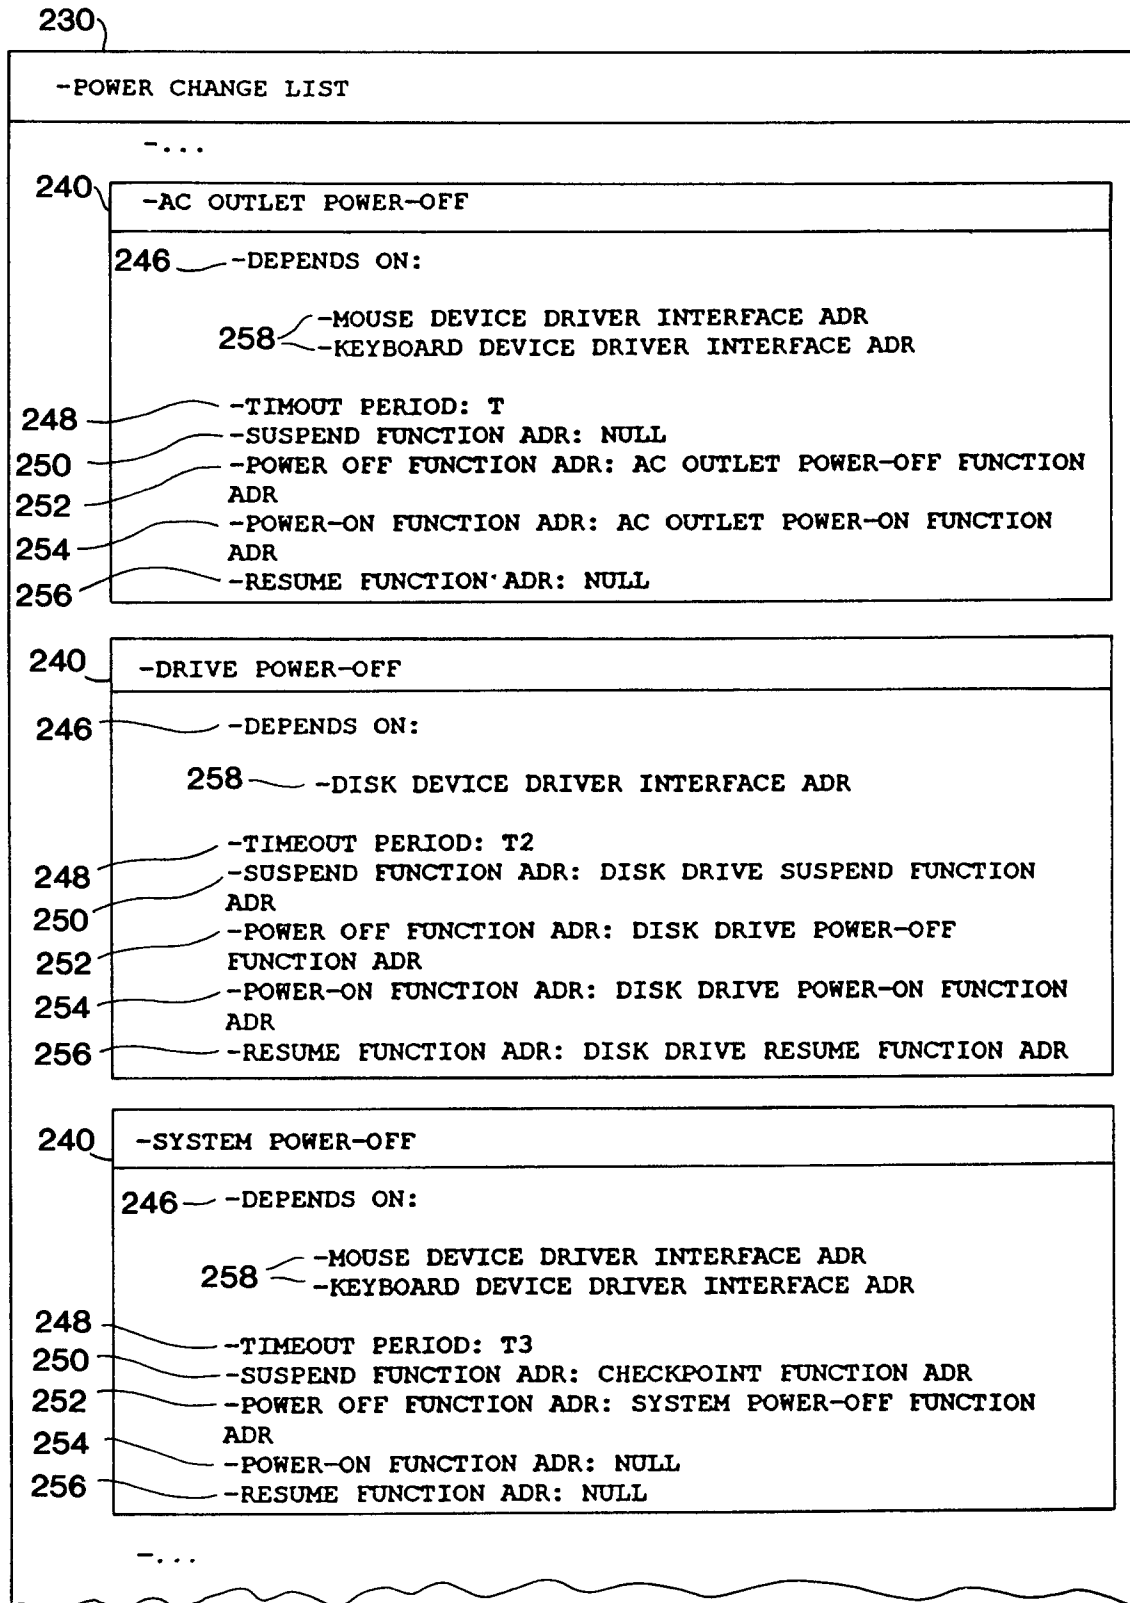 230
-POWER CHANGE LIST
-...
240
-AC OUTLET POWER-OFF
246 -DEPENDS ON:
-MOUSE DEVICE DRIVER INTERFACE ADR
258
-KEYBOARD DEVICE DRIVER INTERFACE ADR
248 -TIMOUT PERIOD: T
250 -SUSPEND FUNCTION ADR: NULL
252 -POWER OFF FUNCTION ADR: AC OUTLET POWER-OFF FUNCTION
ADR
254 -POWER-ON FUNCTION ADR: AC OUTLET POWER-ON FUNCTION
ADR
256 -RESUME FUNCTION ADR: NULL
240
-DRIVE POWER-OFF
246 -DEPENDS ON:
258 -DISK DEVICE DRIVER INTERFACE ADR
248 -TIMEOUT PERIOD: T2
250 -SUSPEND FUNCTION ADR: DISK DRIVE SUSPEND FUNCTION
ADR
252 -POWER OFF FUNCTION ADR: DISK DRIVE POWER-OFF
FUNCTION ADR
254 -POWER-ON FUNCTION ADR: DISK DRIVE POWER-ON FUNCTION
ADR
256 -RESUME FUNCTION ADR: DISK DRIVE RESUME FUNCTION ADR
240
-SYSTEM POWER-OFF
246 -DEPENDS ON:
-MOUSE DEVICE DRIVER INTERFACE ADR
258
-KEYBOARD DEVICE DRIVER INTERFACE ADR
248 -TIMEOUT PERIOD: T3
250 -SUSPEND FUNCTION ADR: CHECKPOINT FUNCTION ADR
252 -POWER OFF FUNCTION ADR: SYSTEM POWER-OFF FUNCTION
ADR
254 -POWER-ON FUNCTION ADR: NULL
256 -RESUME FUNCTION ADR: NULL
-...